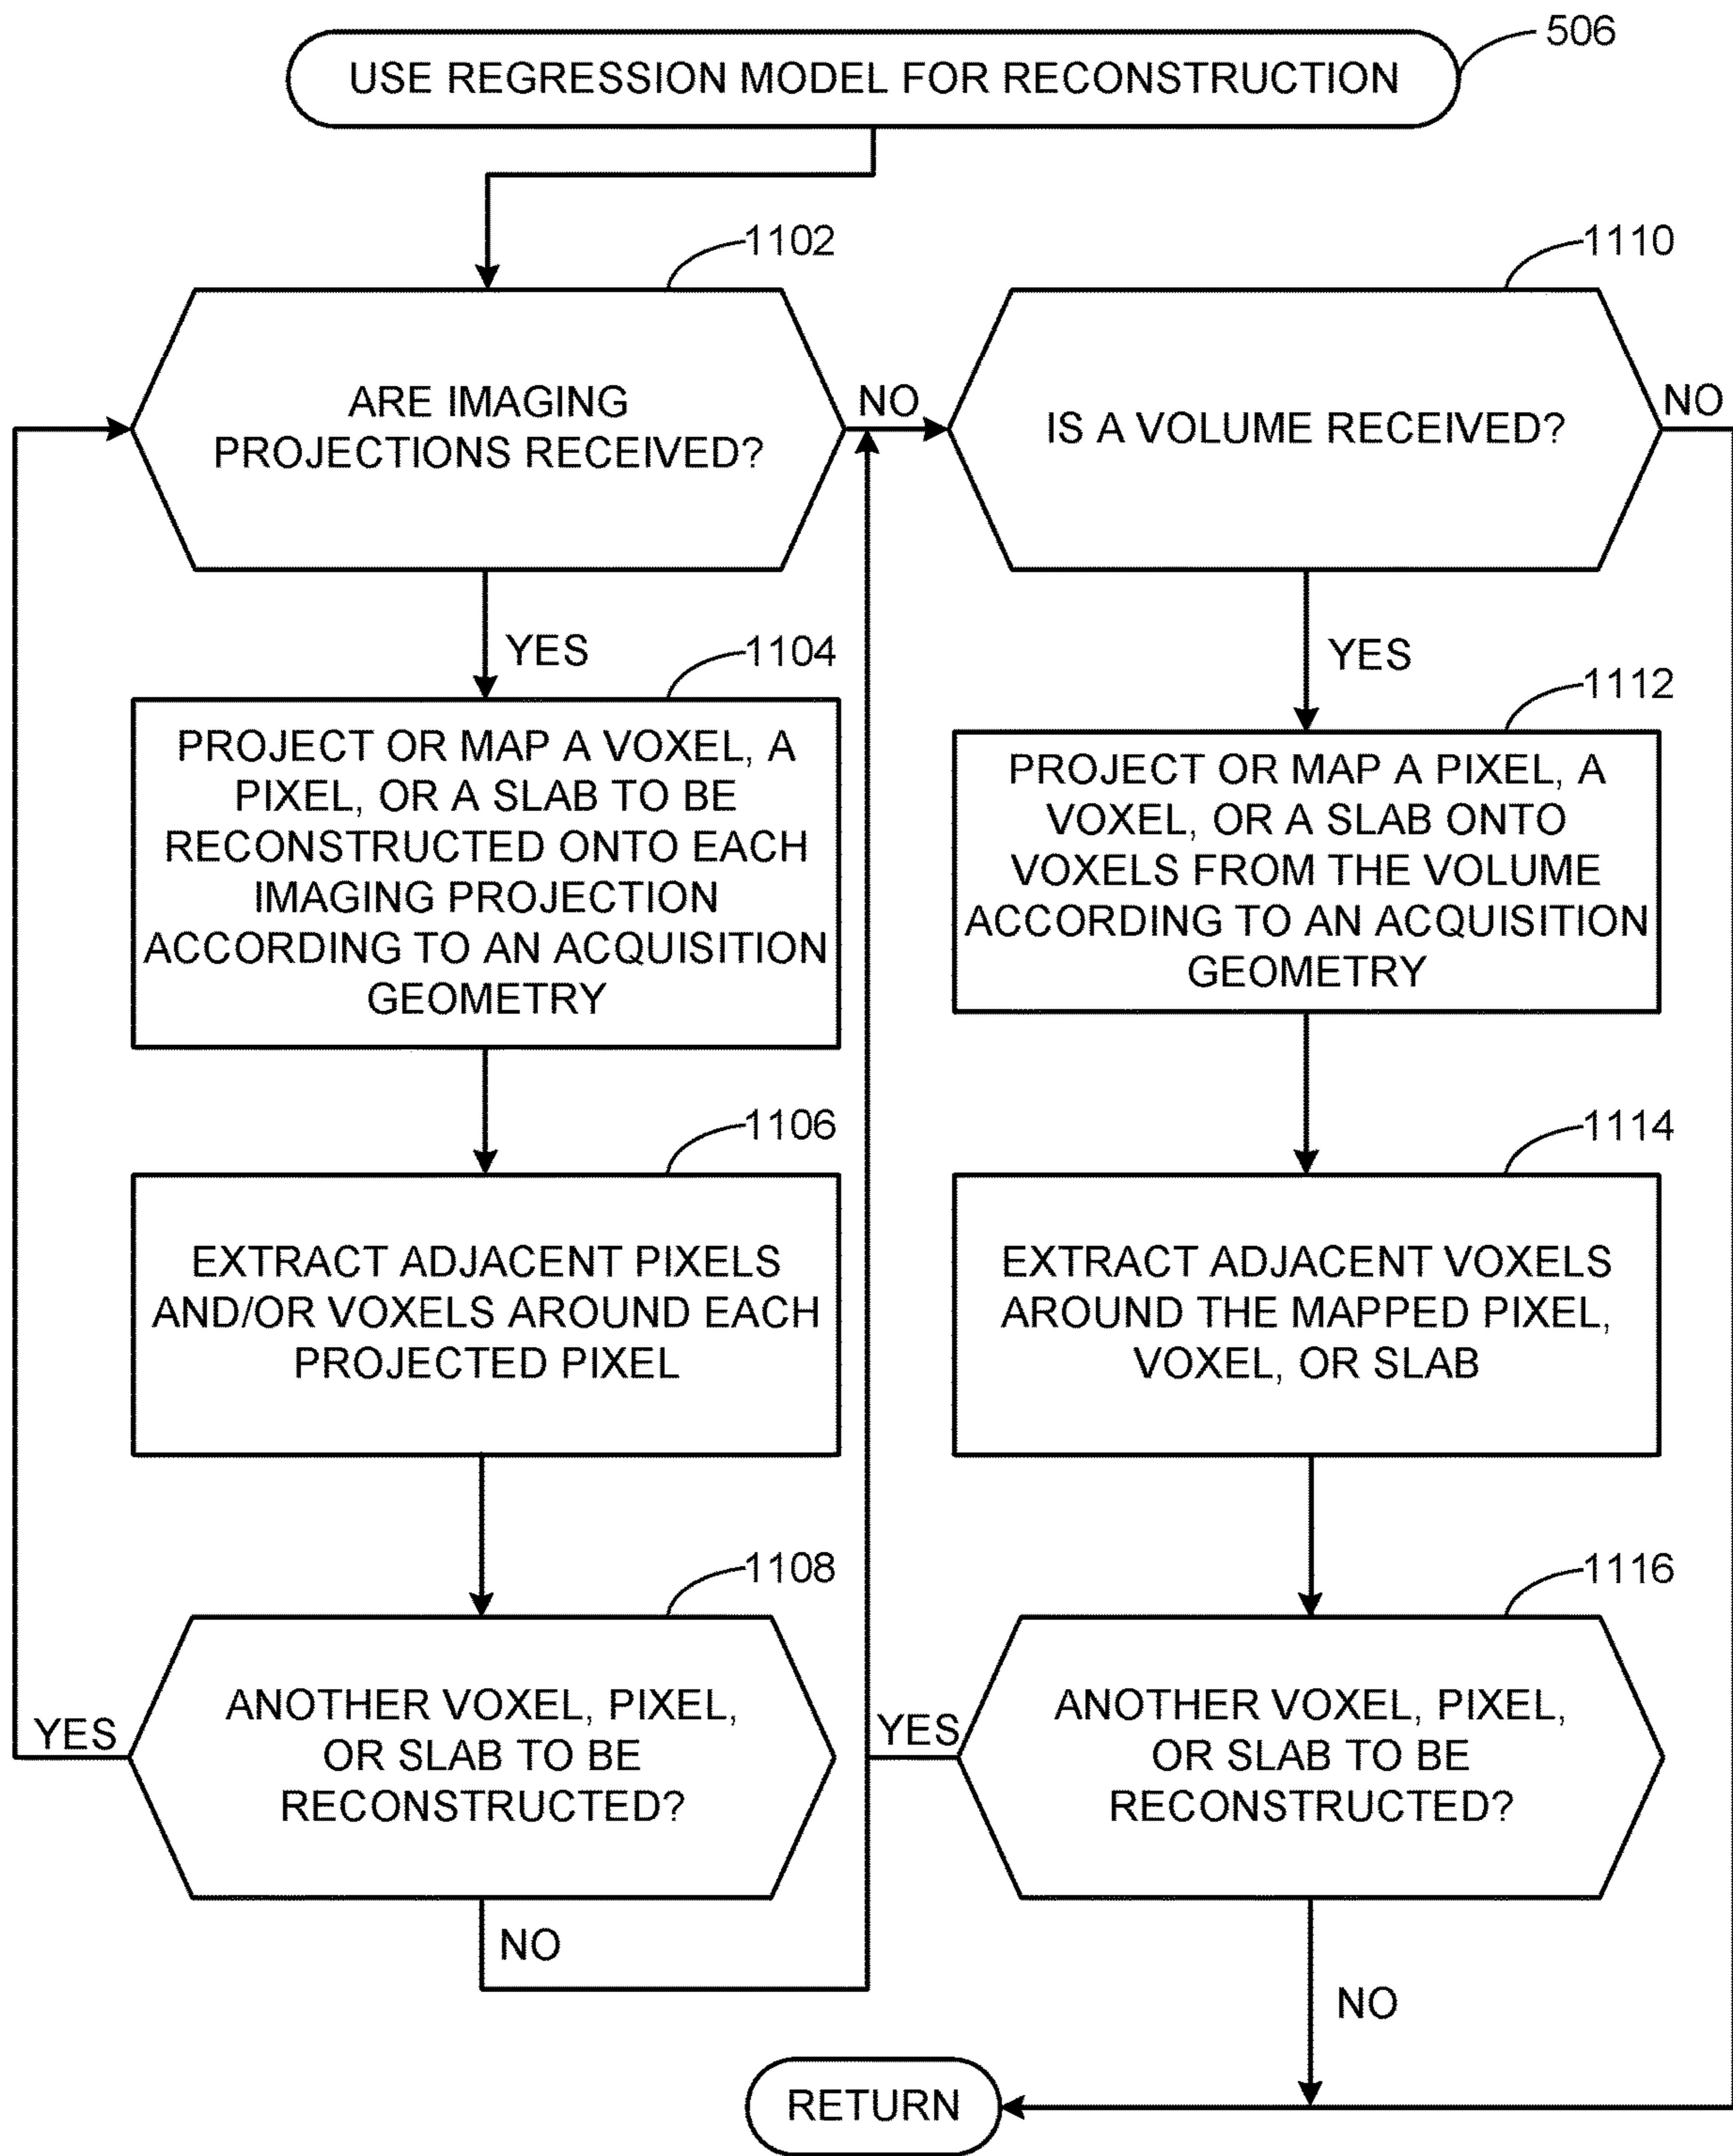 506
USE REGRESSION MODEL FOR RECONSTRUCTION
1102
ARE IMAGING
PROJECTIONS RECEIVED?
NO
YES
1104
PROJECT OR MAP A VOXEL, A
PIXEL, OR A SLAB TO BE
RECONSTRUCTED ONTO EACH
IMAGING PROJECTION
ACCORDING TO AN ACQUISITION
GEOMETRY
1106
EXTRACT ADJACENT PIXELS
AND/OR VOXELS AROUND EACH
PROJECTED PIXEL
1108
ANOTHER VOXEL, PIXEL,
OR SLAB TO BE
RECONSTRUCTED?
YES
NO
1110
IS A VOLUME RECEIVED?
NO
YES
1112
PROJECT OR MAP A PIXEL, A
VOXEL, OR A SLAB ONTO
VOXELS FROM THE VOLUME
ACCORDING TO AN ACQUISITION
GEOMETRY
1114
EXTRACT ADJACENT VOXELS
AROUND THE MAPPED PIXEL,
VOXEL, OR SLAB
1116
ANOTHER VOXEL, PIXEL,
OR SLAB TO BE
RECONSTRUCTED?
YES
NO
RETURN